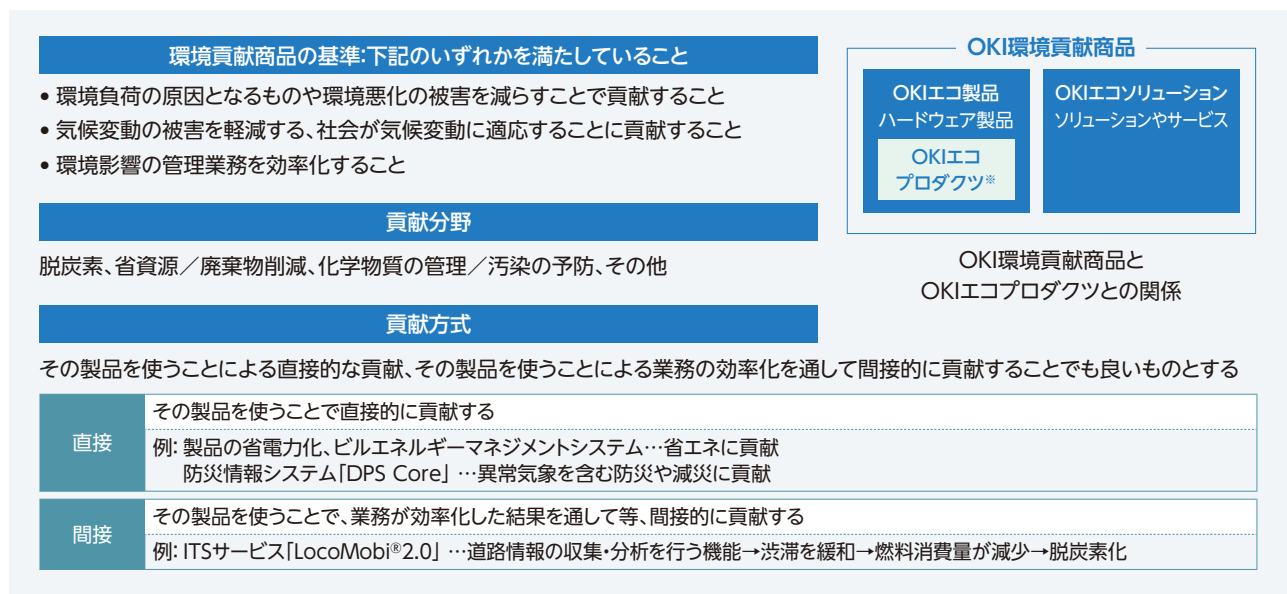 環境貢献商品の基準:下記のいずれかを満たしていること
• 環境負荷の原因となるものや環境悪化の被害を減らすことで貢献すること
• 気候変動の被害を軽減する、社会が気候変動に適応することに貢献すること
• 環境影響の管理業務を効率化すること
貢献分野
脱炭素、省資源／廃棄物削減、化学物質の管理／汚染の予防、その他
OKI環境貢献商品
OKIエコ製品
ハードウェア製品
OKIエコ
プロダクツ※
OKIエコソリューション
ソリューションやサービス
OKI環境貢献商品と
OKIエコプロダクツとの関係
貢献方式
その製品を使うことによる直接的な貢献、その製品を使うことによる業務の効率化を通して間接的に貢献することでも良いものとする
直接
その製品を使うことで直接的に貢献する
例: 製品の省電力化、ビルエネルギーマネジメントシステム…省エネに貢献
防災情報システム「DPS Core」…異常気象を含む防災や減災に貢献
間接
その製品を使うことで、業務が効率化した結果を通して等、間接的に貢献する
例: ITSサービス「LocoMobi®2.0」…道路情報の収集・分析を行う機能→渋滞を緩和→燃料消費量が減少→脱炭素化